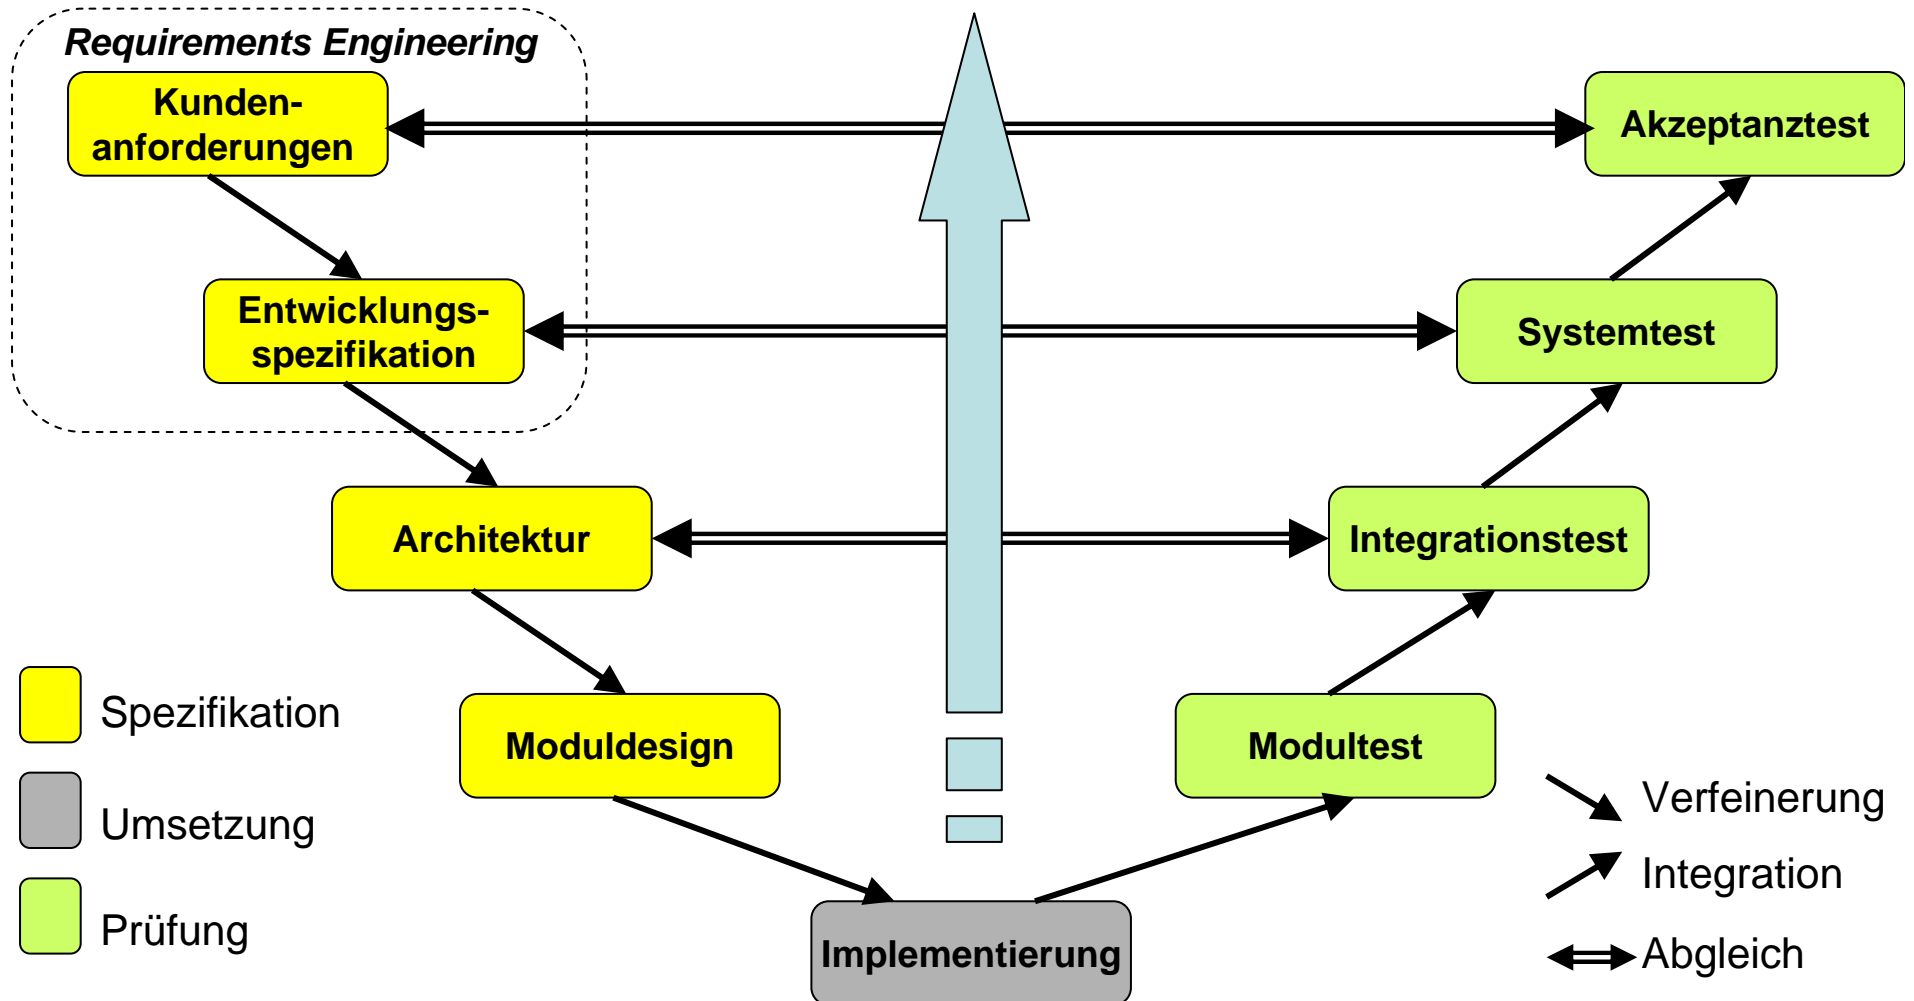 Requirements Engineering
Kunden-
anforderungen
Akzeptanztest
Entwicklungs-
spezifikation
Systemtest
Architektur
Integrationstest
Moduldesign
Modultest
Implementierung
Spezifikation
Umsetzung
Prüfung
Verfeinerung
Integration
Abgleich